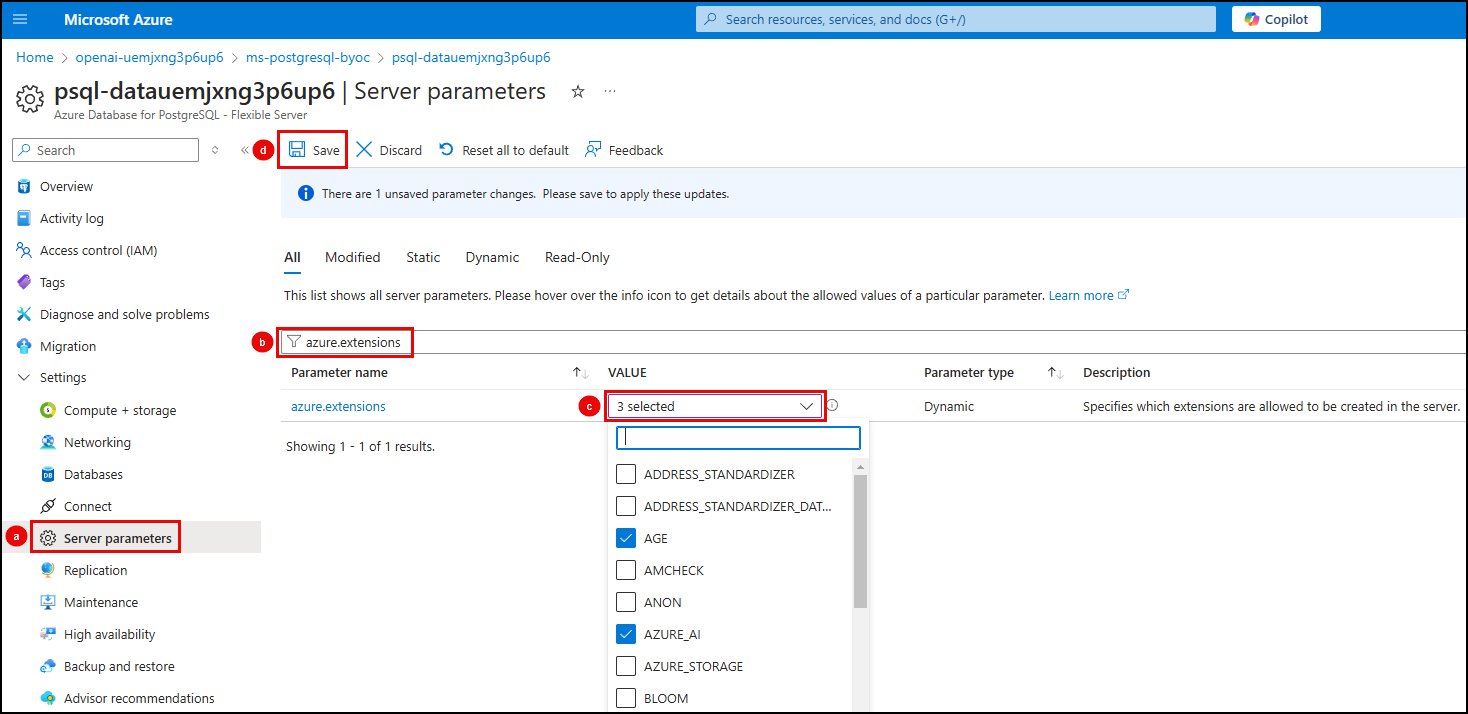 Microsoft Azure
Search resources, services, and docs (G+/)
Copilot
Home > openai-uemjxng3p6up6 > ms-postgresql-byoc > psql-datauemjxng3p6up6
psql-datauemjxng3p6up6 | Server parameters ☆ ...
Azure Database for PostgreSQL - Flexible Server
Search
«
d
Save
Discard
Reset all to default
Feedback
There are 1 unsaved parameter changes. Please save to apply these updates.
Overview
Activity log
Access control (IAM)
Tags
Diagnose and solve problems
Migration
Settings
Compute + storage
Networking
Databases
Connect
a
Server parameters
Replication
Maintenance
High availability
Backup and restore
Advisor recommendations
All Modified Static Dynamic Read-Only
This list shows all server parameters. Please hover over the info icon to get details about the allowed values of a particular parameter. Learn more
b
azure.extensions
Parameter name ↑↓ VALUE Parameter type ↑↓ Description
azure.extensions c 3 selected Dynamic Specifies which extensions are allowed to be created in the server.
Showing 1 - 1 of 1 results.
ADDRESS_STANDARDIZER
ADDRESS_STANDARDIZER_DAT...
AGE
AMCHECK
ANON
AZURE_AI
AZURE_STORAGE
BLOOM